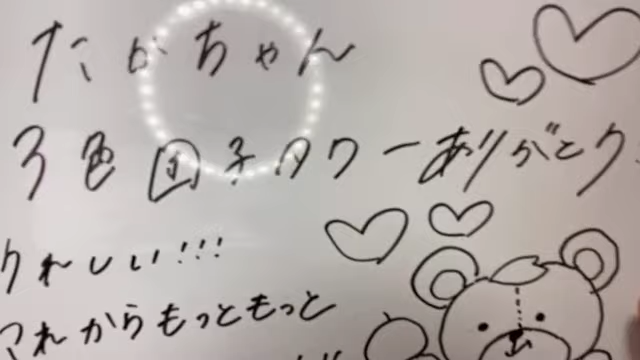 たかちゃん
3色団子タワーありがとう
うれしい!!!
これからもっともっと